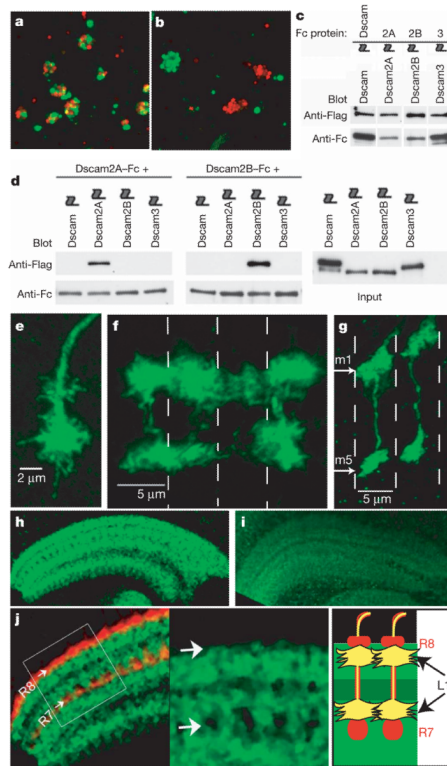 a
b
c
Fc protein:
Dscam
2A
2B
3
Dscam
Dscam2A
Dscam2B
Dscam3
Blot
Anti-Flag
Anti-Fc
d
Dscam2A–Fc +
Dscam2B–Fc +
Dscam
Dscam2A
Dscam2B
Dscam3
Dscam
Dscam2A
Dscam2B
Dscam3
Dscam
Dscam2A
Dscam2B
Dscam3
Blot
Anti-Flag
Anti-Fc
Input
e
f
g
m1
m5
2 μm
5 μm
5 μm
h
i
j
R8
R7
R8
L1
R7